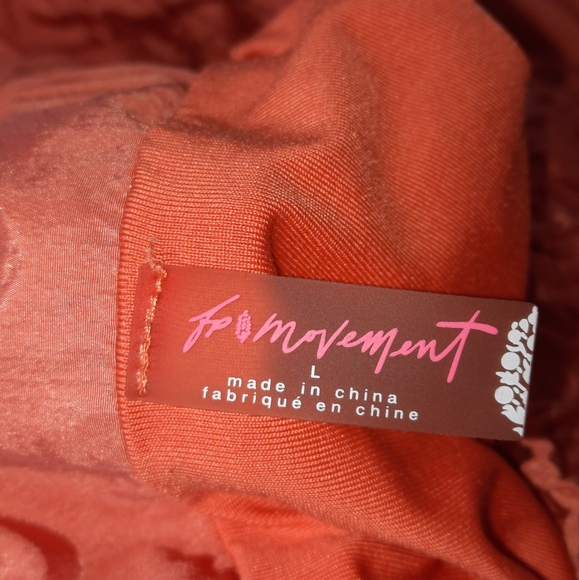 fp movement
L
made in china
fabriqué en chine